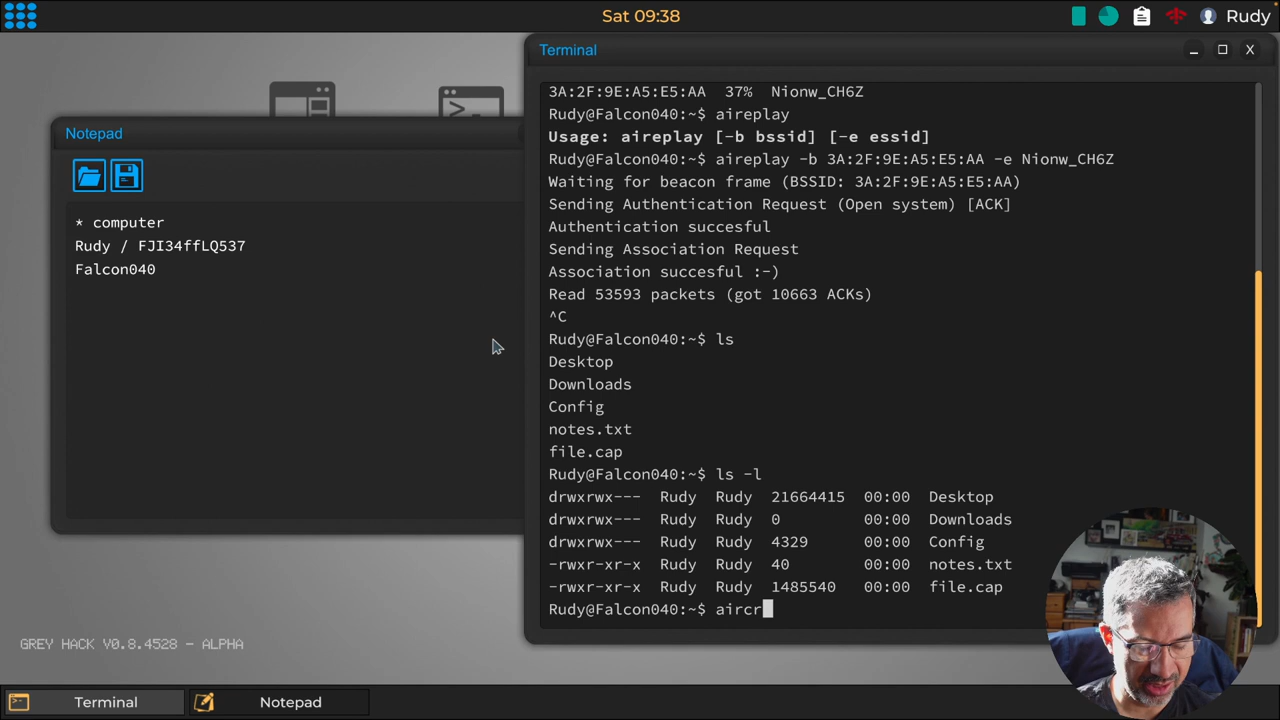 Sat 09:38
Rudy
Terminal
_ □ X
3A:2F:9E:A5:E5:AA 37% Nionw_CH6Z
Rudy@Falcon040:~$ aireplay
Usage: aireplay [-b bssid] [-e essid]
Rudy@Falcon040:~$ aireplay -b 3A:2F:9E:A5:E5:AA -e Nionw_CH6Z
Waiting for beacon frame (BSSID: 3A:2F:9E:A5:E5:AA)
Sending Authentication Request (Open system) [ACK]
Authentication succesful
Sending Association Request
Association succesful :-)
Read 53593 packets (got 10663 ACKs)
^C
Rudy@Falcon040:~$ ls
Desktop
Downloads
Config
notes.txt
file.cap
Rudy@Falcon040:~$ ls -l
drwxrwx--- Rudy Rudy 21664415 00:00 Desktop
drwxrwx--- Rudy Rudy 0 00:00 Downloads
drwxrwx--- Rudy Rudy 4329 00:00 Config
-rwxr-xr-x Rudy Rudy 40 00:00 notes.txt
-rwxr-xr-x Rudy Rudy 1485540 00:00 file.cap
Rudy@Falcon040:~$ aircr
Notepad
* computer
Rudy / FJI34ffLQ537
Falcon040
GREY HACK V0.8.4528 - ALPHA
Terminal
Notepad